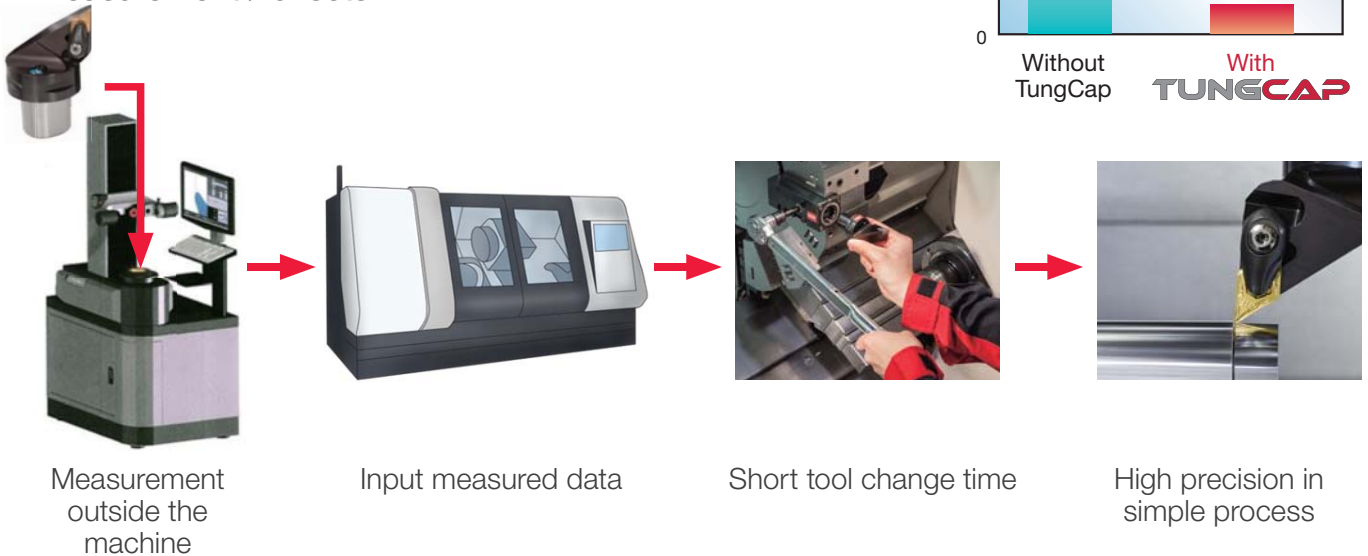 0
Without
TungCap
With
TUNGCAP
Measurement
outside the
machine
Input measured data
Short tool change time
High precision in
simple process